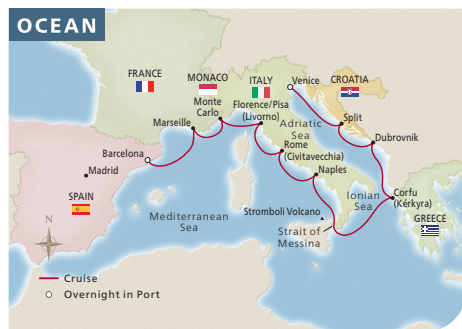 OCEAN
FRANCE
MONACO
ITALY
CROATIA
Venice
Monte
Carlo
Florence/Pisa
(Livorno)
Marseille
Adriatic
Sea
Split
Dubrovnik
Rome
(Civitavecchia)
Barcelona
Madrid
Naples
SPAIN
Corfu
(Kérkyra)
Ionian
Sea
Stromboli Volcano
Mediterranean
Sea
GREECE
Strait of
Messina
N
Cruise
Overnight in Port